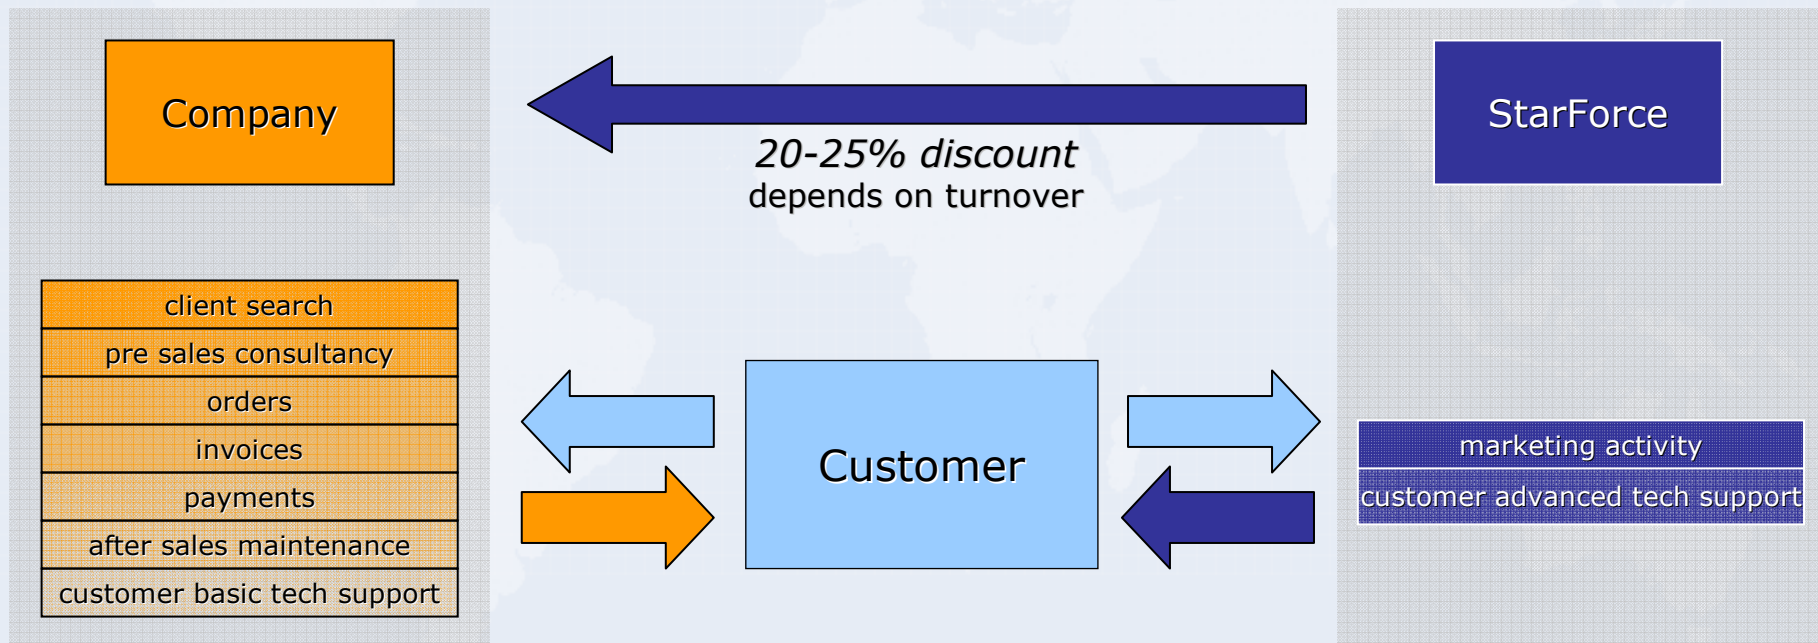 Company
StarForce
20-25% discount
depends on turnover
client search
pre sales consultancy
orders
invoices
payments
after sales maintenance
customer basic tech support
Customer
marketing activity
customer advanced tech support